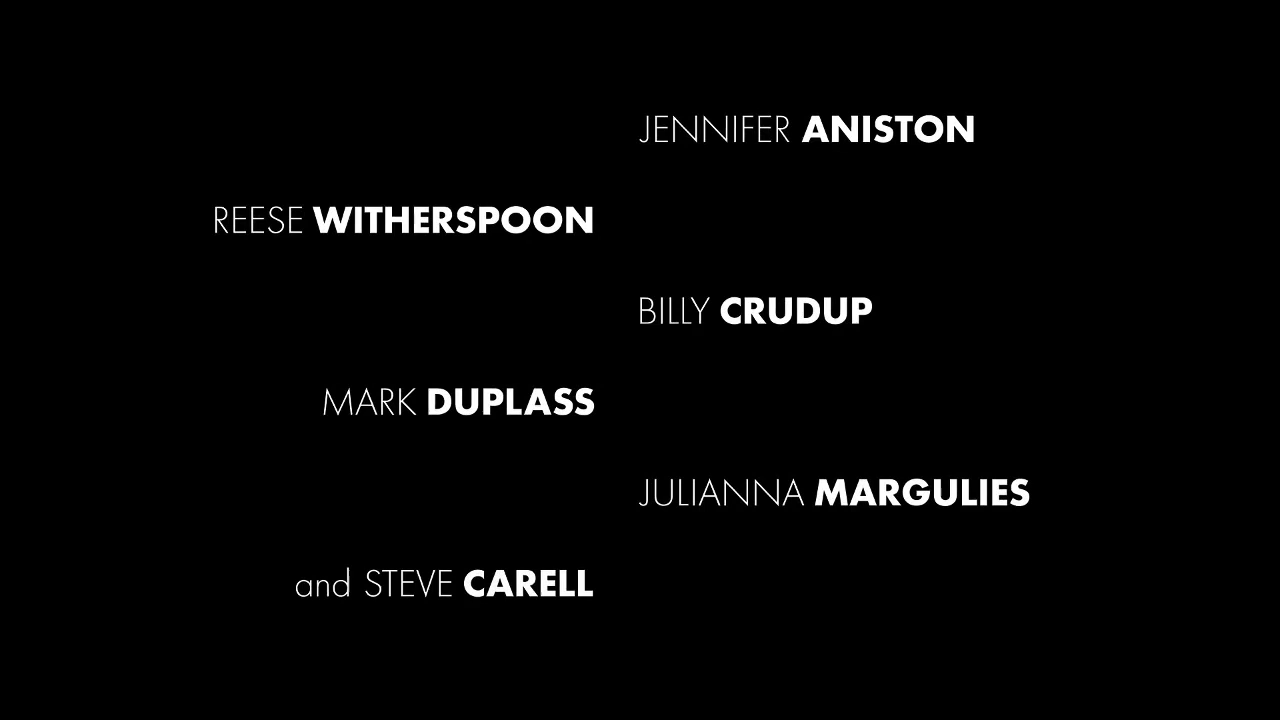 JENNIFER ANISTON
REESE WITHERSPOON
BILLY CRUDUP
MARK DUPLASS
JULIANNA MARGULIES
and STEVE CARELL